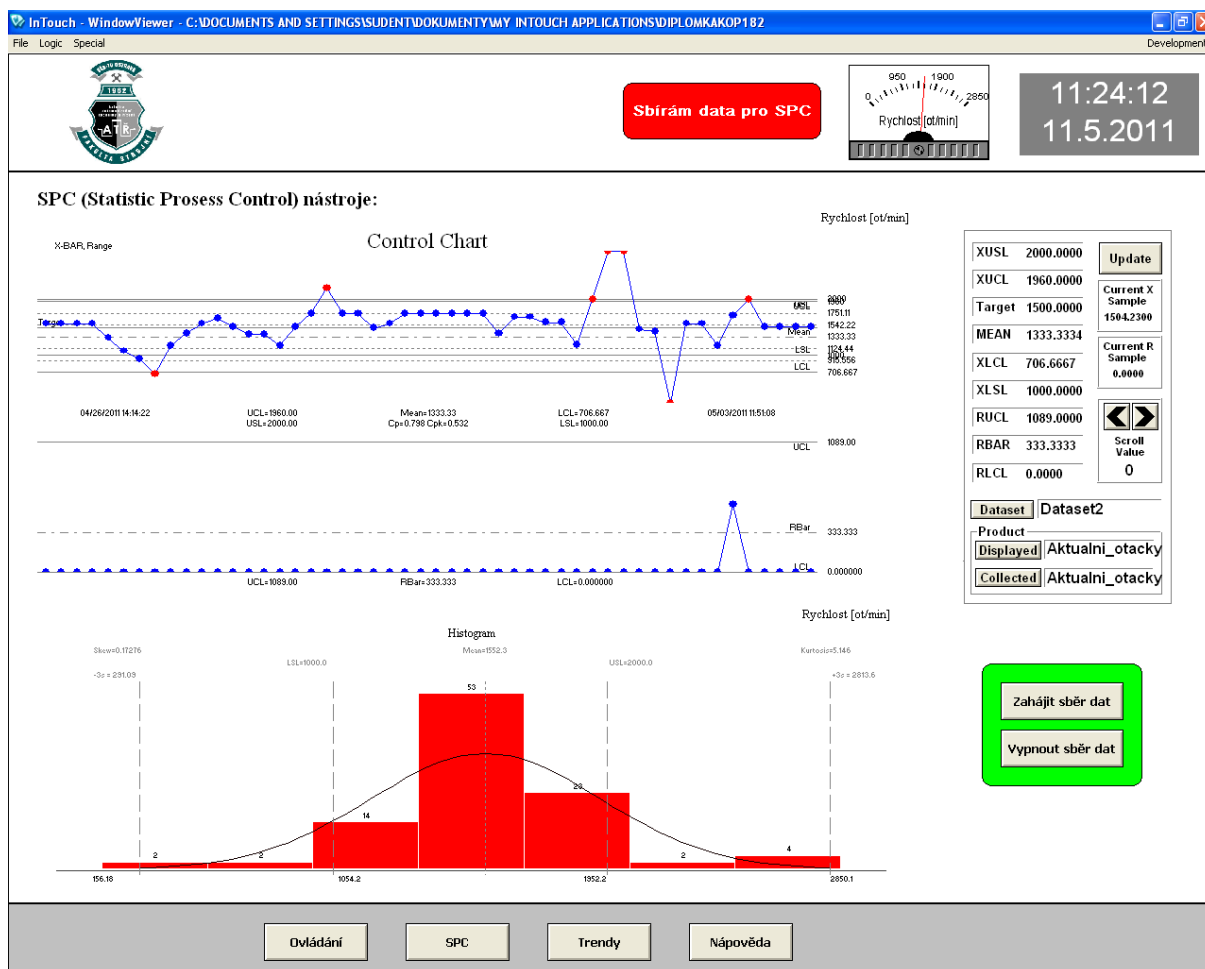 InTouch - WindowViewer - C:\DOCUMENTS AND SETTINGS\SUDENT\DOKUMENTY\MY INTOUCH APPLICATIONS\DIPLOMKAKOP182
File Logic Special Development
1952
ATŘ
FAKULTA STROJNÍ
Sbírám data pro SPC
0 950 1900 2850
Rychlost [ot/min]
11:24:12
11.5.2011
SPC (Statistic Prosess Control) nástroje:
Rychlost [ot/min]
X-BAR, Range
Control Chart
USL 2000
1751.11
Target 1542.22
Mean 1333.33
LSL 1124.44
1000
915.556
LCL 706.667
04/26/2011 14:14:22 UCL=1960.00 Mean=1333.33 LCL=706.667 05/03/2011 11:51:08
USL=2000.00 Cp=0.798 Cpk=0.532 LSL=1000.00
UCL 1089.00
RBar 333.333
LCL 0.000000
UCL=1089.00 RBar=333.333 LCL=0.000000
XUSL 2000.0000
XUCL 1960.0000
Target 1500.0000
MEAN 1333.3334
XLCL 706.6667
XLSL 1000.0000
RUCL 1089.0000
RBAR 333.3333
RLCL 0.0000
Update
Current X
Sample
1504.2300
Current R
Sample
0.0000
Scroll
Value
0
Dataset Dataset2
Product
Displayed Aktualni_otacky
Collected Aktualni_otacky
Rychlost [ot/min]
Histogram
Skew=0.17276 Mean=1552.3 Kurtosis=5.146
LSL=1000.0 USL=2000.0
-3s = 291.09 +3s = 2813.6
2 2 14 53 23 2 4
156.18 1054.2 1952.2 2850.1
Zahájit sběr dat
Vypnout sběr dat
Ovládání SPC Trendy Nápověda